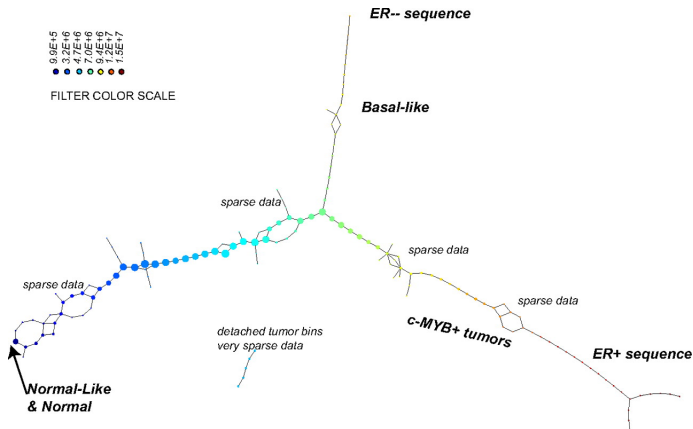 ER-- sequence
9.9E+5
3.2E+6
4.7E+6
7.0E+6
9.4E+6
1.2E+7
1.5E+7
FILTER COLOR SCALE
Basal-like
sparse data
sparse data
sparse data
sparse data
c-MYB+ tumors
detached tumor bins
very sparse data
ER+ sequence
Normal-Like
& Normal